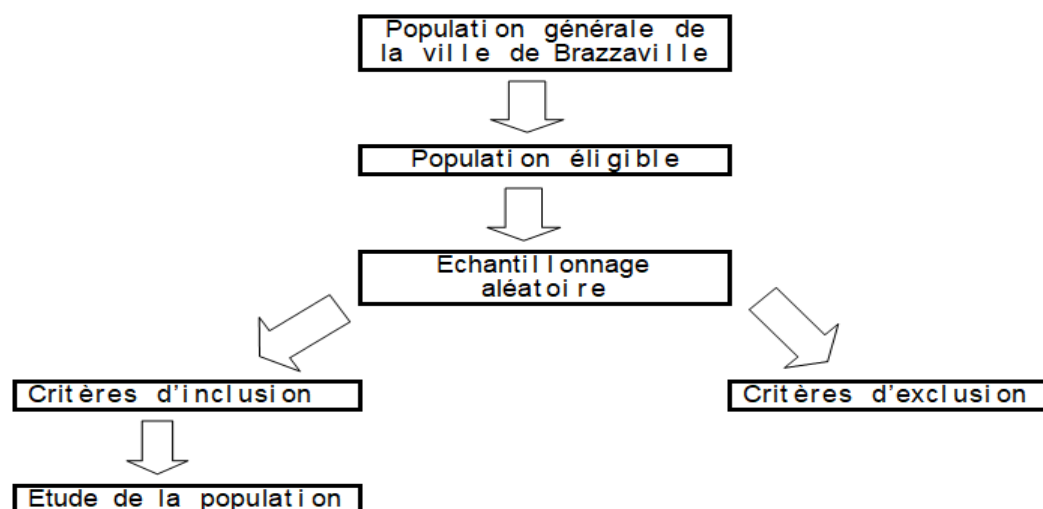 Population générale de
la ville de Brazzaville
Population éligible
Echantillonnage
aléatoire
Critères d'inclusion
Critères d'exclusion
Etude de la population